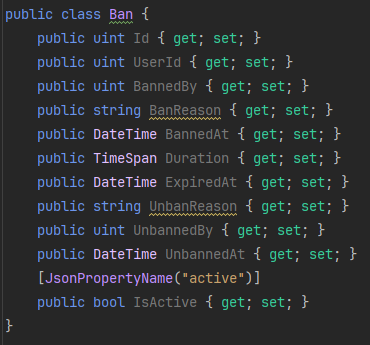 public class Ban {
    public uint Id { get; set; }
    public uint UserId { get; set; }
    public uint BannedBy { get; set; }
    public string BanReason { get; set; }
    public DateTime BannedAt { get; set; }
    public TimeSpan Duration { get; set; }
    public DateTime ExpiredAt { get; set; }
    public string UnbanReason { get; set; }
    public uint UnbannedBy { get; set; }
    public DateTime UnbannedAt { get; set; }
    [JsonPropertyName("active")]
    public bool IsActive { get; set; }
}